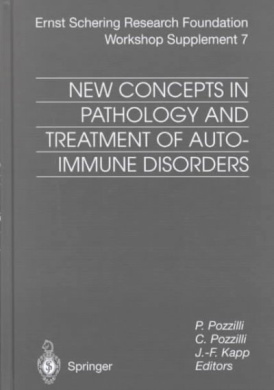 Ernst Schering Research Foundation
Workshop Supplement 7
NEW CONCEPTS IN
PATHOLOGY AND
TREATMENT OF AUTO-
IMMUNE DISORDERS
P. Pozzilli
C. Pozzilli
J.-F. Kapp
Editors
Springer